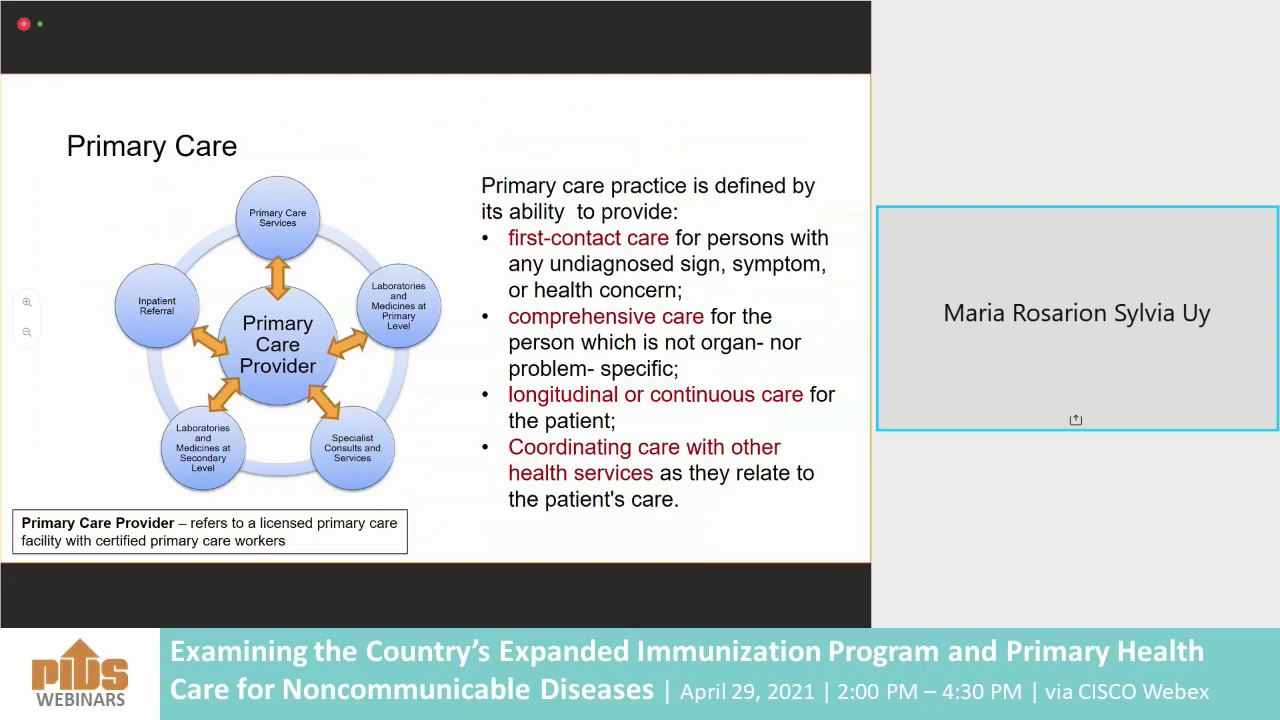 Primary Care
Primary Care
Services
Inpatient
Referral
Laboratories
and
Medicines at
Primary
Level
Primary
Care
Provider
Laboratories
and
Medicines at
Secondary
Level
Specialist
Consults and
Services
Primary Care Provider – refers to a licensed primary care
facility with certified primary care workers
Primary care practice is defined by
its ability  to provide:
• first-contact care for persons with
any undiagnosed sign, symptom,
or health concern;
• comprehensive care for the
person which is not organ- nor
problem- specific;
• longitudinal or continuous care for
the patient;
• Coordinating care with other
health services as they relate to
the patient's care.
Maria Rosarion Sylvia Uy
PIDS
WEBINARS
Examining the Country’s Expanded Immunization Program and Primary Health
Care for Noncommunicable Diseases | April 29, 2021 | 2:00 PM – 4:30 PM | via CISCO Webex